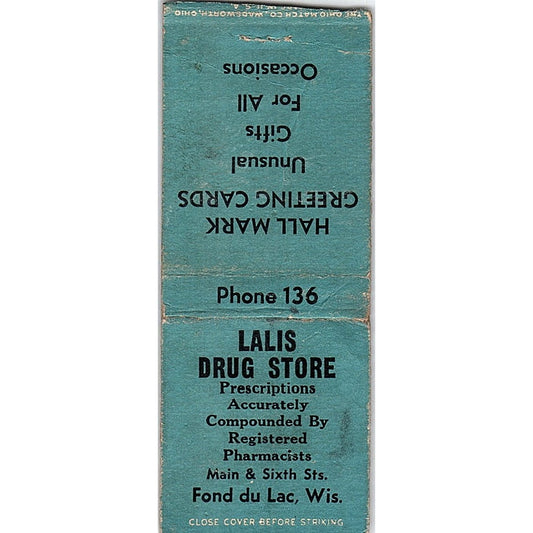 THE OHIO MATCH CO., WADSWORTH, OHIO
HALL MARK
GREETING CARDS
Unusual
Gifts
For All
Occasions
Phone 136
LALIS
DRUG STORE
Prescriptions
Accurately
Compounded By
Registered
Pharmacists
Main & Sixth Sts.
Fond du Lac, Wis.
CLOSE COVER BEFORE STRIKING